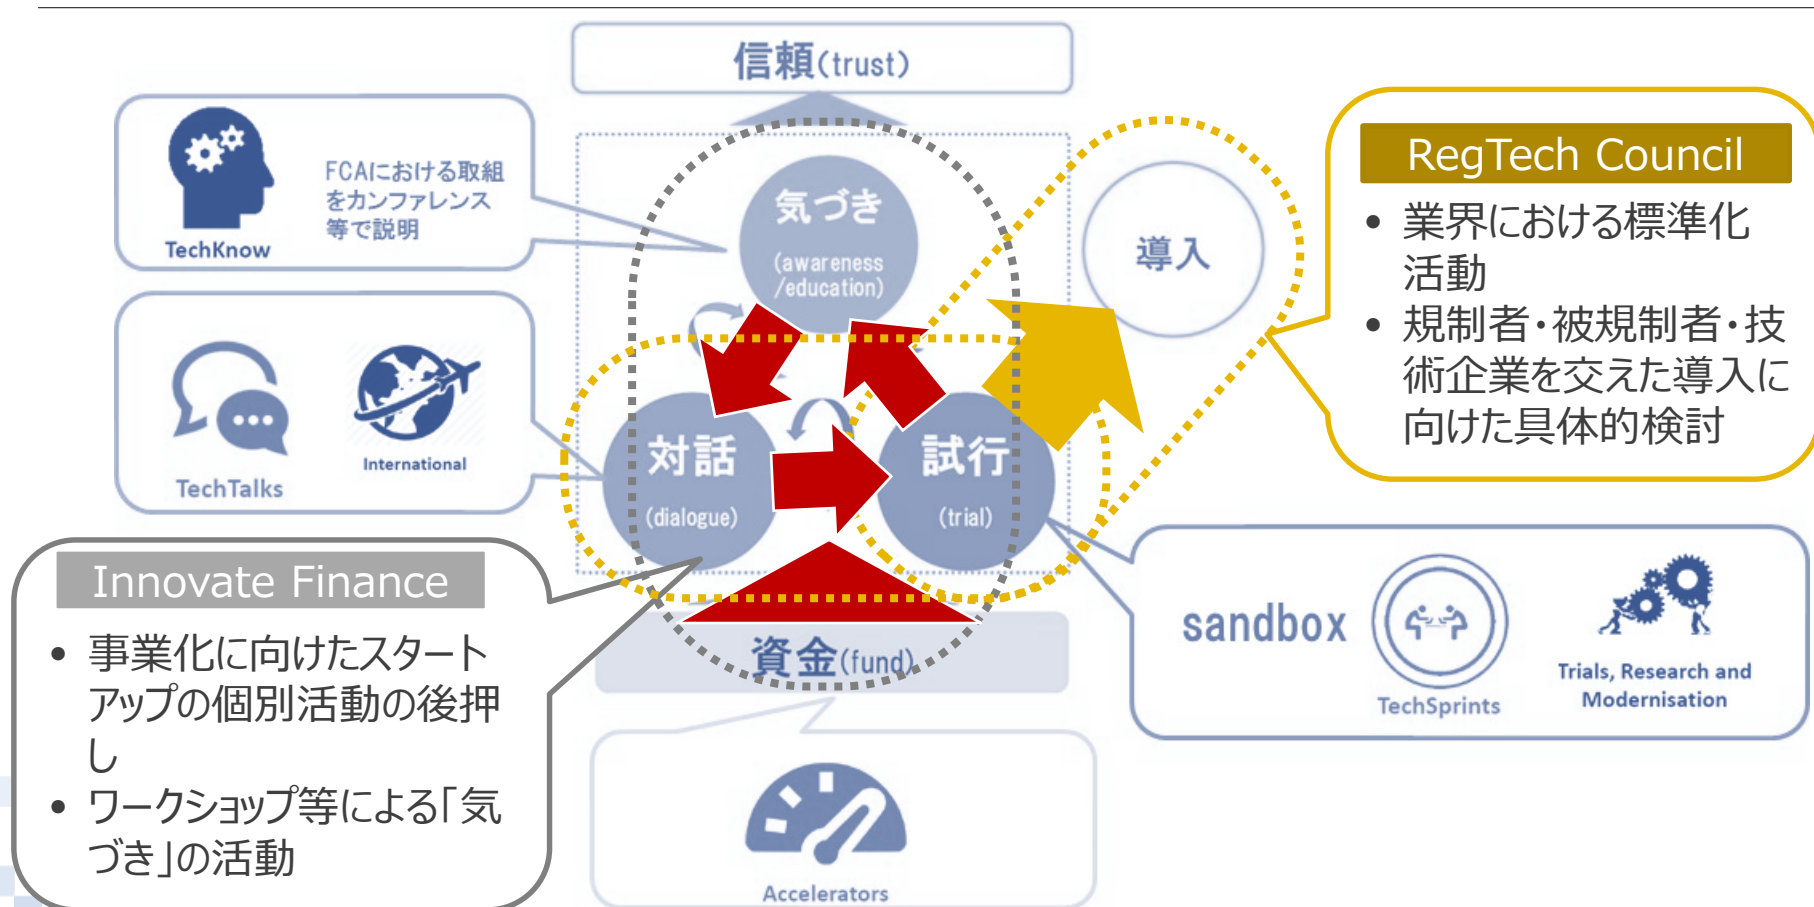 信頼(trust)
FCAにおける取組
をカンファレンス
等で説明
TechKnow
気づき
(awareness
/education)
導入
RegTech Council
• 業界における標準化
活動
• 規制者・被規制者・技
術企業を交えた導入に
向けた具体的検討
TechTalks
International
対話
(dialogue)
試行
(trial)
Innovate Finance
• 事業化に向けたスタート
アップの個別活動の後押
し
• ワークショップ等による「気
づき」の活動
資金(fund)
sandbox
TechSprints
Trials, Research and
Modernisation
Accelerators